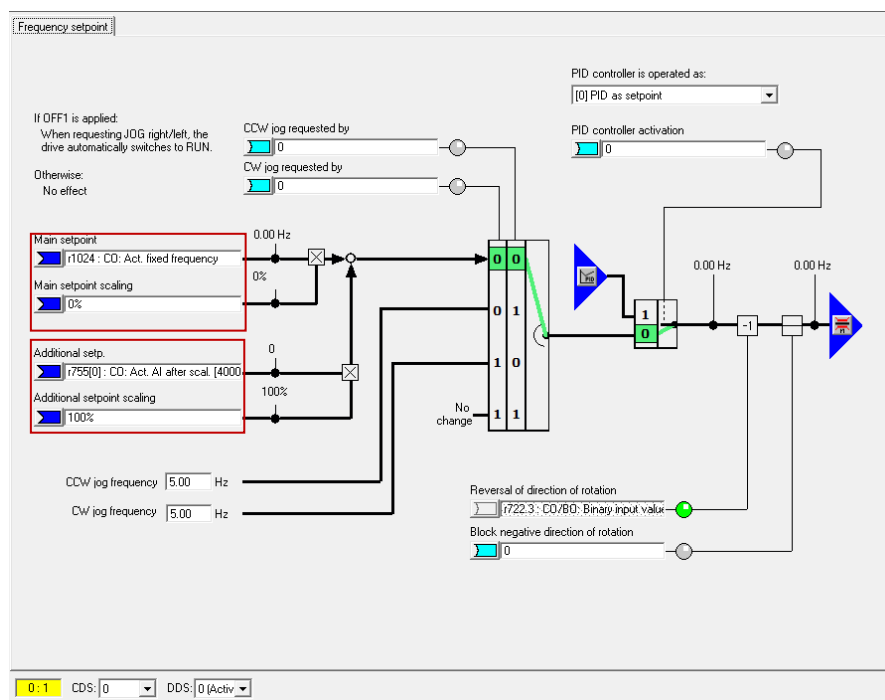 Frequency setpoint
PID controller is operated as:
[0] PID as setpoint
If OFF1 is applied:
When requesting JOG right/left, the
drive automatically switches to RUN.
Otherwise:
No effect
CCW jog requested by
0
CW jog requested by
0
PID controller activation
0
Main setpoint
r1024 : CO: Act. fixed frequency
0.00 Hz
Main setpoint scaling
0%
0%
Additional setp.
r755[0] : CO: Act. AI after scal. [4000
0
Additional setpoint scaling
100%
100%
0 0
0 1
1 0
No
change
1 1
PID
1
0
0.00 Hz
0.00 Hz
-1
CCW jog frequency 5.00 Hz
CW jog frequency 5.00 Hz
Reversal of direction of rotation
r722.3 : CO/BO: Binary input value
Block negative direction of rotation
0
0 : 1 CDS: 0 DDS: 0 (Activ